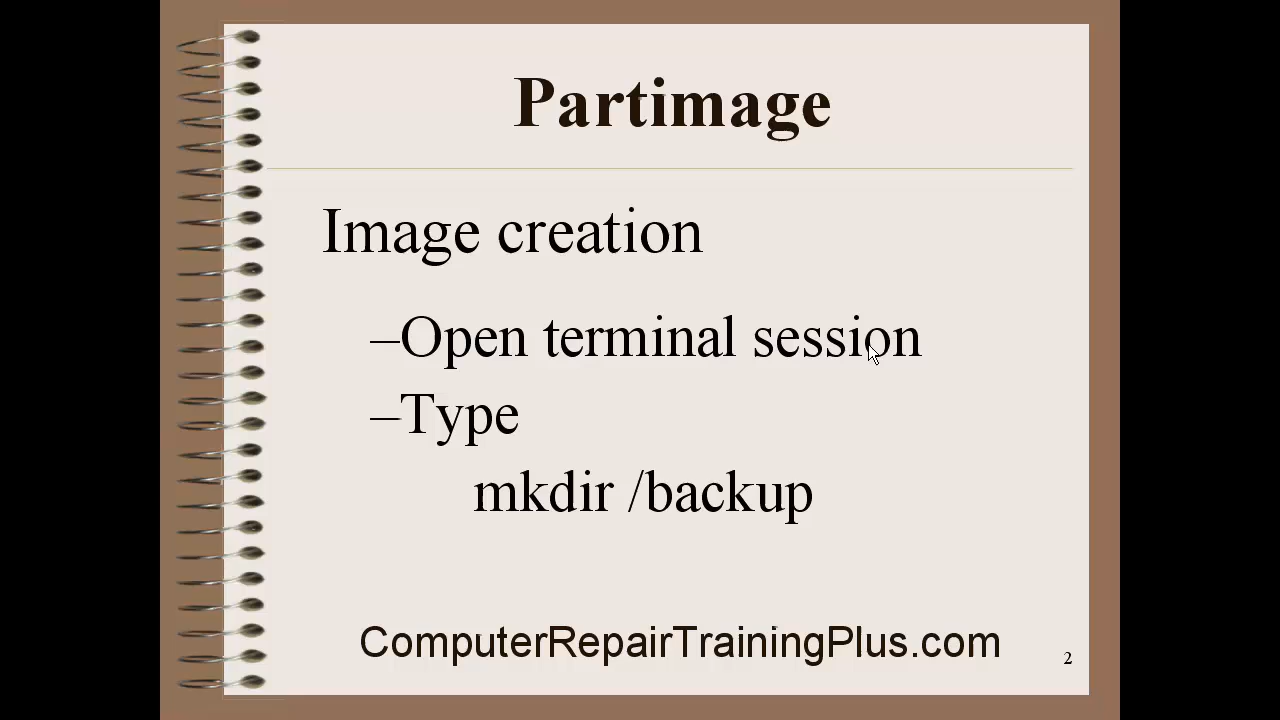 Partimage
Image creation
–Open terminal session
–Type
mkdir /backup
ComputerRepairTrainingPlus.com
2